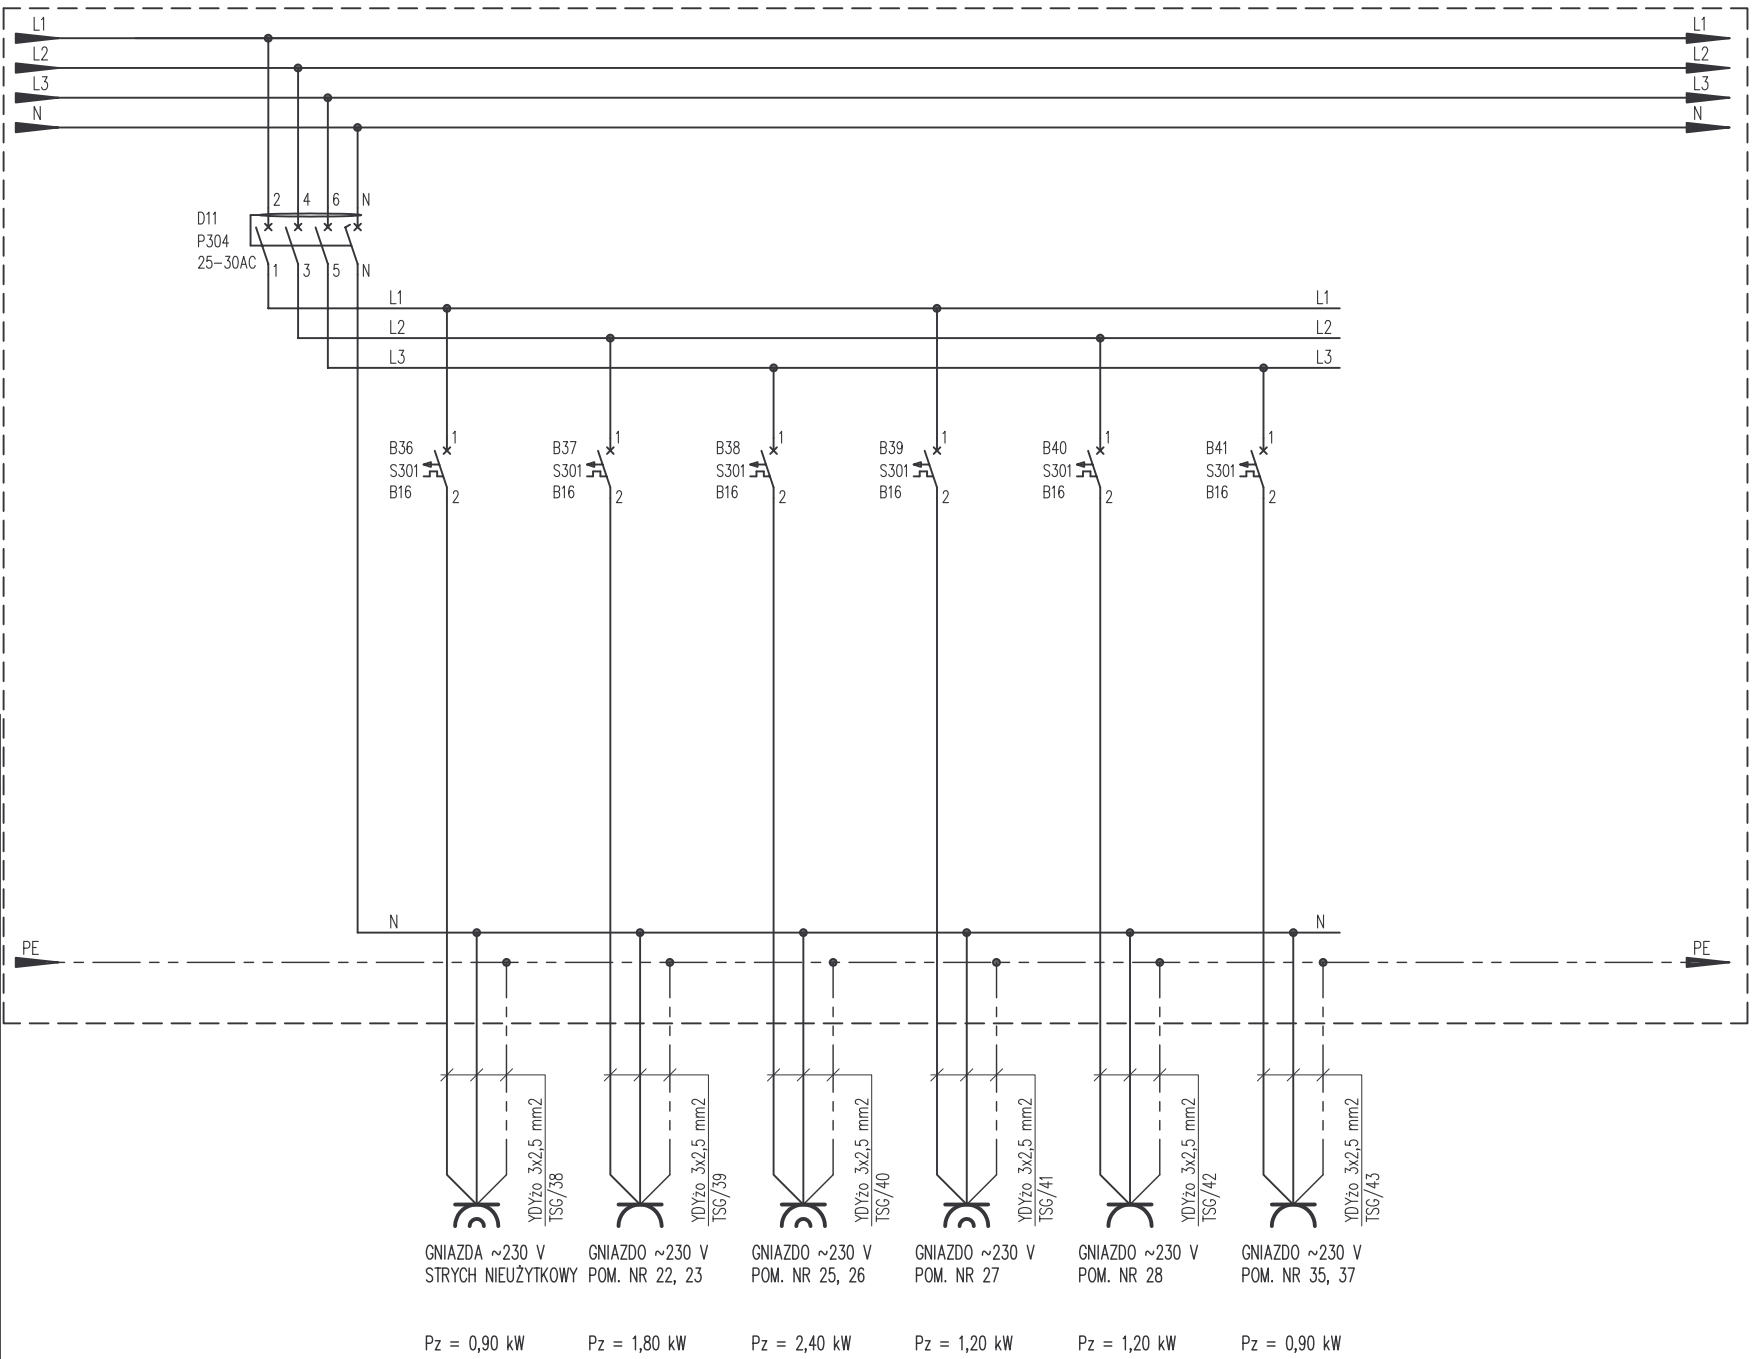 L1 L1
L2 L2
L3 L3
N N
2 4 6 N
D11
P304
25-30AC
1 3 5 N
L1 L1
L2 L2
L3 L3
1 1 1 1 1 1
B36 B37 B38 B39 B40 B41
S301 S301 S301 S301 S301 S301
B16 B16 B16 B16 B16 B16
2 2 2 2 2 2
N N
PE PE
YDYżo 3x2,5 mm2
TSG/38
YDYżo 3x2,5 mm2
TSG/39
YDYżo 3x2,5 mm2
TSG/40
YDYżo 3x2,5 mm2
TSG/41
YDYżo 3x2,5 mm2
TSG/42
YDYżo 3x2,5 mm2
TSG/43
GNIAZDA ~230 V
STRYCH NIEUŻYTKOWY
Pz = 0,90 kW
GNIAZDO ~230 V
POM. NR 22, 23
Pz = 1,80 kW
GNIAZDO ~230 V
POM. NR 25, 26
Pz = 2,40 kW
GNIAZDO ~230 V
POM. NR 27
Pz = 1,20 kW
GNIAZDO ~230 V
POM. NR 28
Pz = 1,20 kW
GNIAZDO ~230 V
POM. NR 35, 37
Pz = 0,90 kW